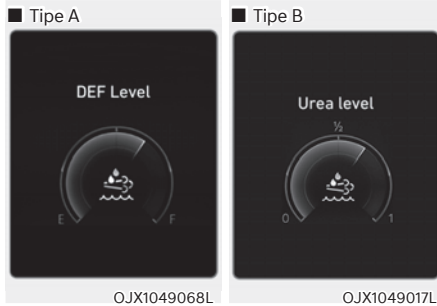 ■ Tipe A
DEF Level
E
F
OJX1049068L
■ Tipe B
Urea level
½
0
1
OJX1049017L